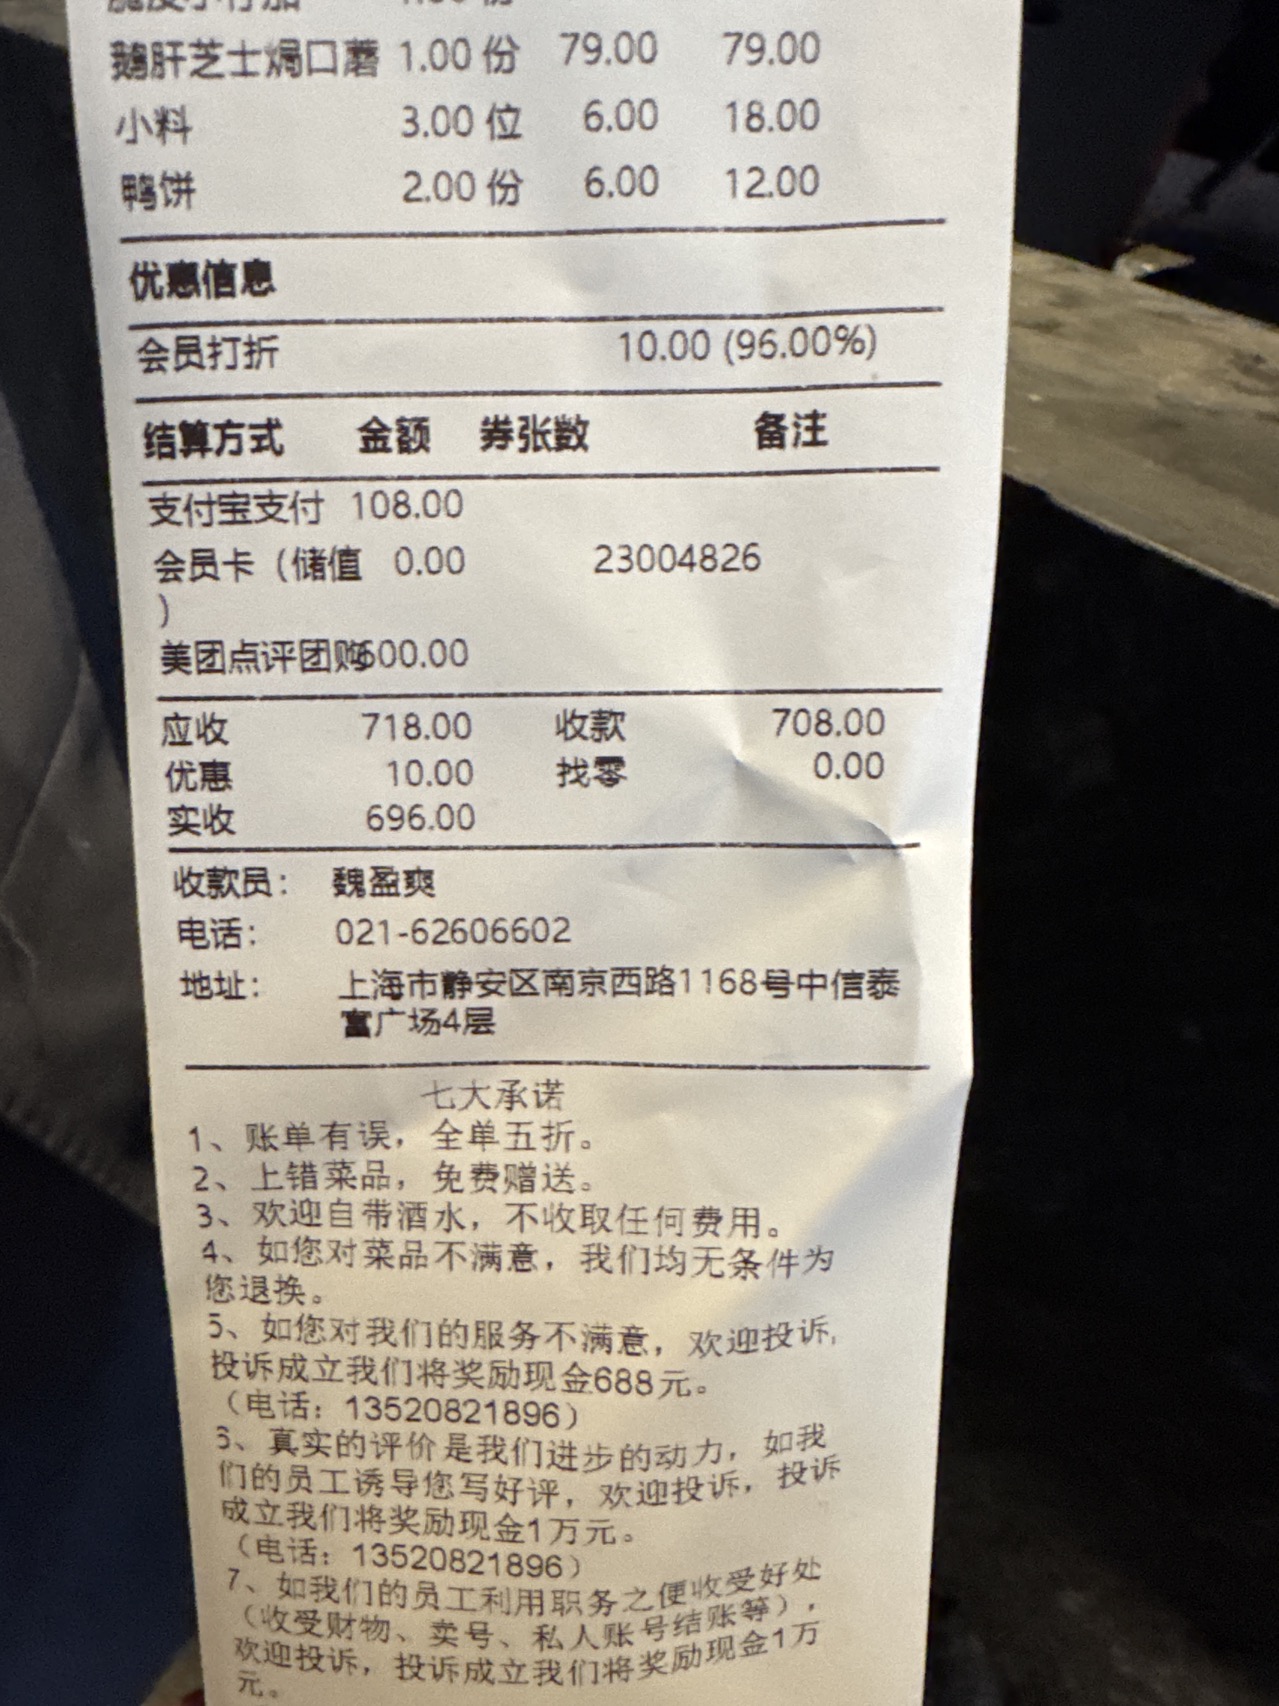 鹅肝芝士焗口蘑 1.00 份 79.00 79.00
小料 3.00 位 6.00 18.00
鸭饼 2.00 份 6.00 12.00
优惠信息
会员打折 10.00 (96.00%)
结算方式 金额 券张数 备注
支付宝支付 108.00
会员卡（储值 0.00 23004826
）
美团点评团购600.00
应收 718.00 收款 708.00
优惠 10.00 找零 0.00
实收 696.00
收款员： 魏盈爽
电话： 021-62606602
地址： 上海市静安区南京西路1168号中信泰
富广场4层
七大承诺
1、账单有误，全单五折。
2、上错菜品，免费赠送。
3、欢迎自带酒水，不收取任何费用。
4、如您对菜品不满意，我们均无条件为
您退换。
5、如您对我们的服务不满意，欢迎投诉，
投诉成立我们将奖励现金688元。
（电话：13520821896）
6、真实的评价是我们进步的动力，如我
们的员工诱导您写好评，欢迎投诉，投诉
成立我们将奖励现金1万元。
（电话：13520821896）
7、如我们的员工利用职务之便收受好处
（收受财物、卖号、私人账号结账等），
欢迎投诉，投诉成立我们将奖励现金1万
元。